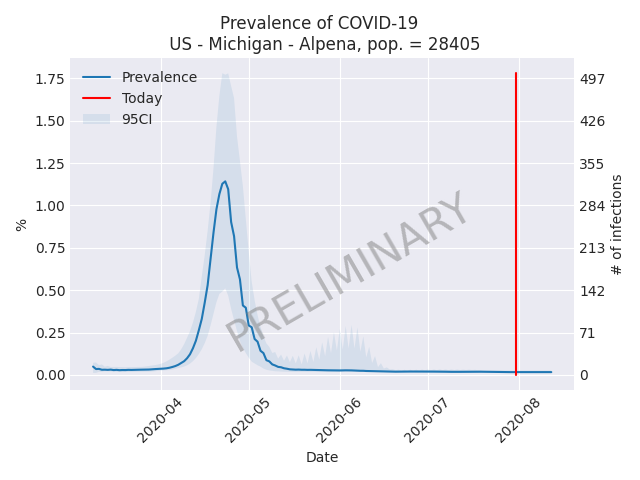 Prevalence of COVID-19
US - Michigan - Alpena, pop. = 28405
Prevalence
Today
95CI
1.75
1.50
1.25
1.00
0.75
0.50
0.25
0.00
%
497
426
355
284
213
142
71
0
# of infections
PRELIMINARY
2020-04
2020-05
2020-06
2020-07
2020-08
Date